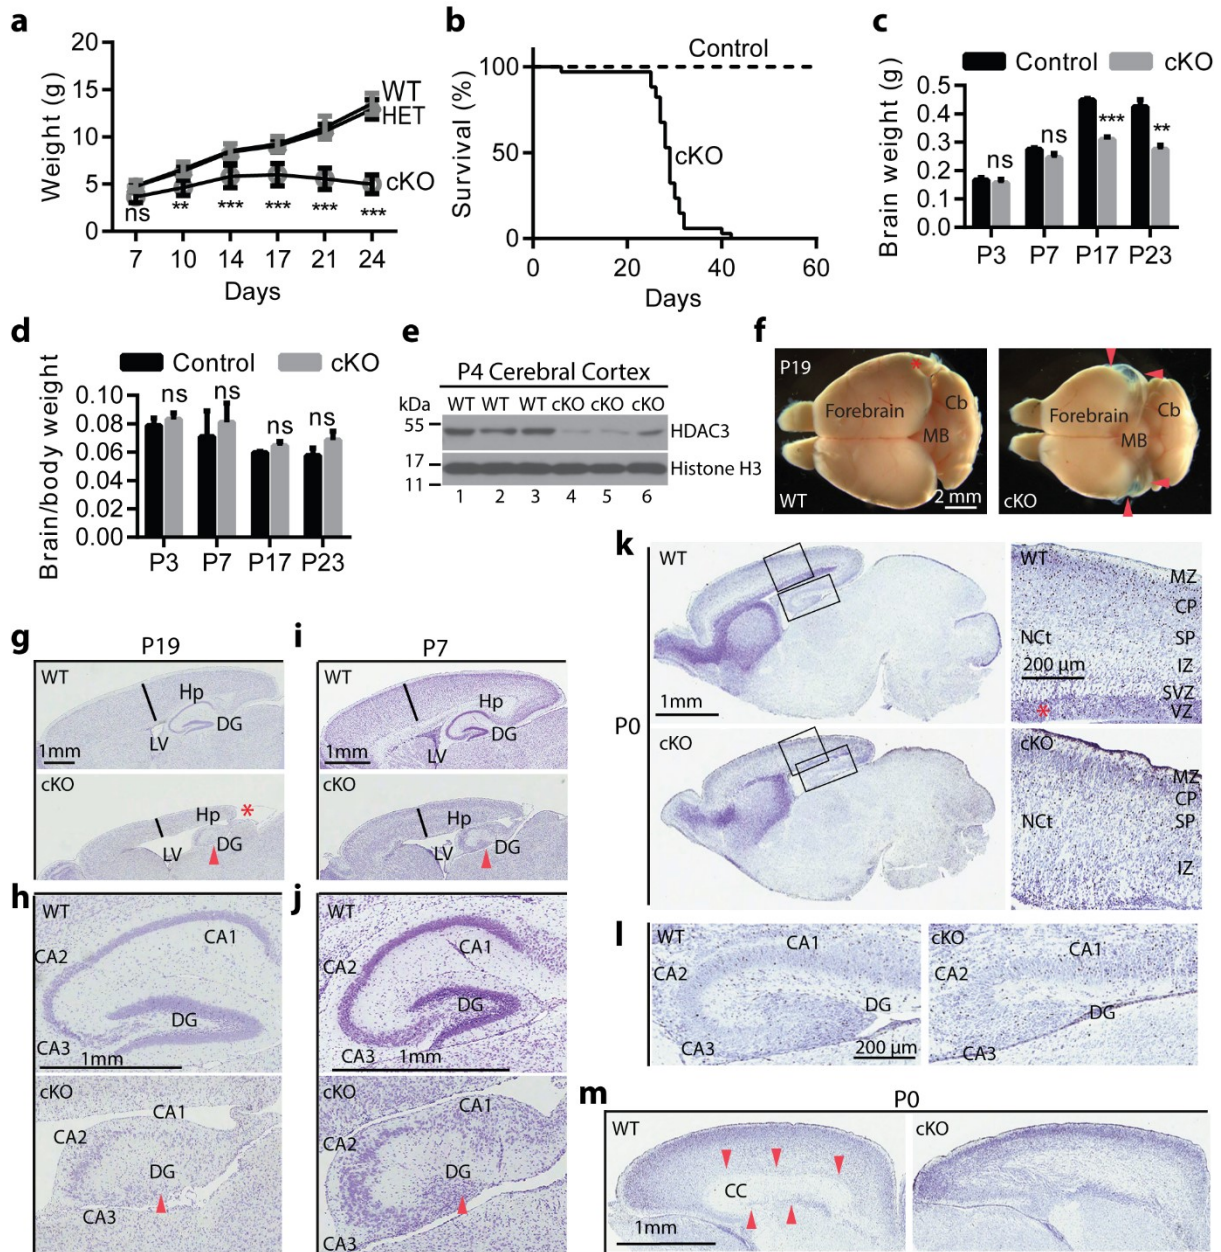 a
Weight (g)
20
15
10
5
0
WT
HET
cKO
ns ** *** *** *** ***
7 10 14 17 21 24
Days
b
Survival (%)
100
50
0
Control
cKO
0 20 40 60
Days
c
Control cKO
Brain weight (g)
0.5
0.4
0.3
0.2
0.1
0.0
ns ns *** **
P3 P7 P17 P23
d
Control cKO
Brain/body weight
0.10
0.08
0.06
0.04
0.02
0.00
ns ns ns ns
P3 P7 P17 P23
e
P4 Cerebral Cortex
kDa WT WT WT cKO cKO cKO
55 HDAC3
17 Histone H3
11
1 2 3 4 5 6
f
P19
*
Forebrain
Cb
MB
WT
2 mm
Forebrain
Cb
MB
cKO
g
P19
WT
Hp
DG
LV
1mm
cKO
Hp
*
LV
DG
h
WT
CA1
CA2
DG
CA3
1mm
cKO
CA1
CA2
DG
CA3
i
P7
WT
Hp
DG
LV
1mm
cKO
Hp
LV
DG
j
WT
CA1
CA2
DG
CA3
1mm
cKO
CA1
CA2
DG
CA3
k
P0
WT
1mm
WT
MZ
CP
NCt
SP
200 µm
IZ
SVZ
*
VZ
cKO
cKO
MZ
CP
NCt
SP
IZ
l
WT
CA1
CA2
DG
CA3
200 µm
cKO
CA1
CA2
DG
CA3
m
P0
WT
CC
1mm
cKO